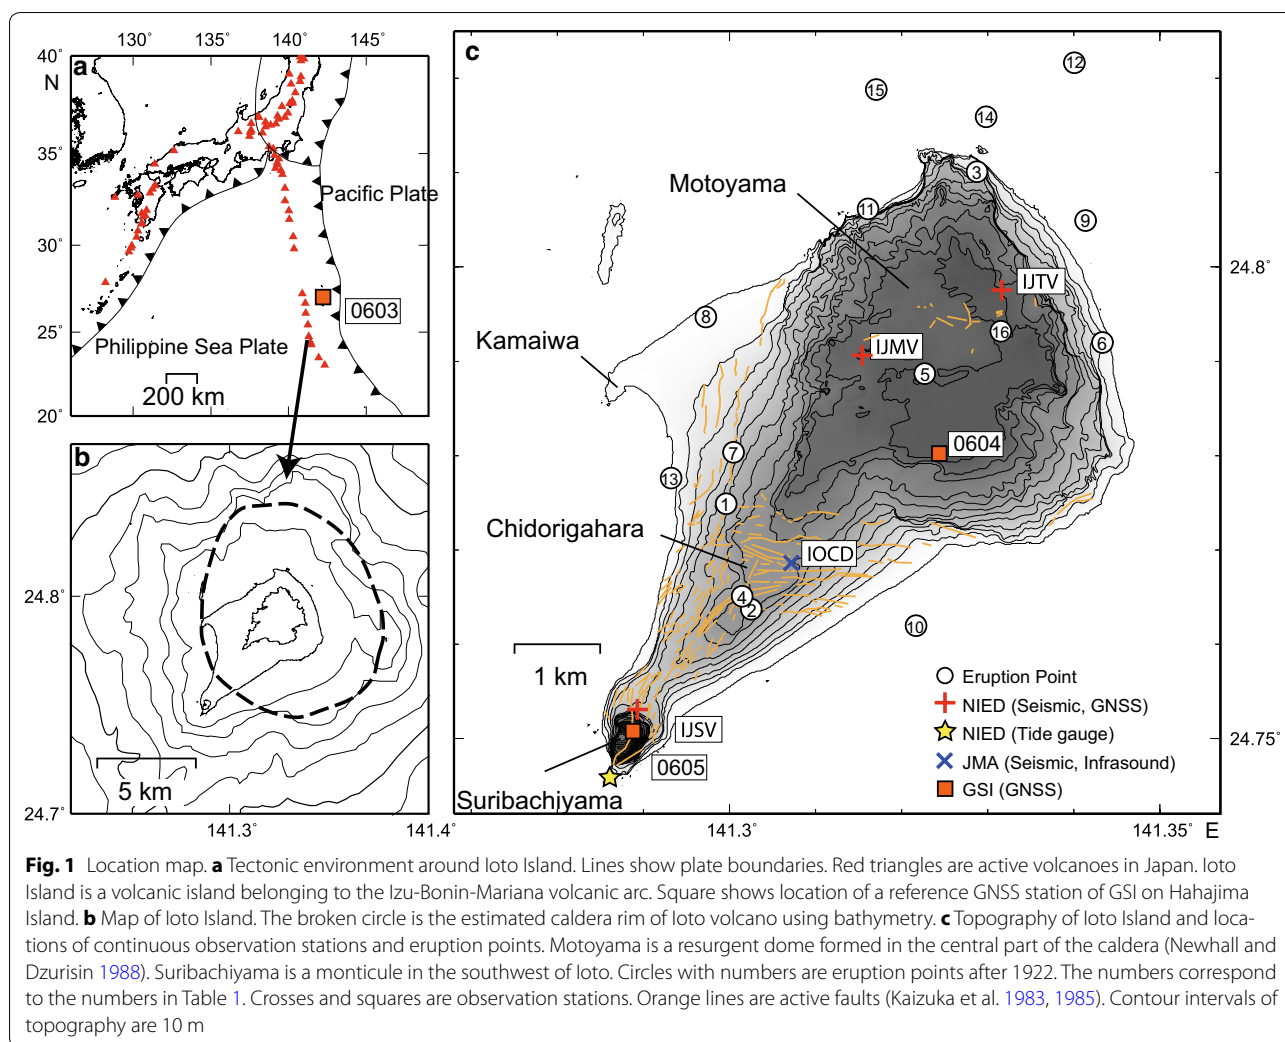 130° 135° 140° 145°
40°
N
a
35°
30°
25°
20°
Pacific Plate
0603
Philippine Sea Plate
200 km
b
24.8°
24.7°
5 km
141.3° 141.4°
c
12
15
14
Motoyama
3
11
9
24.8°
IJTV
8
16
Kamaiwa
IJMV
6
5
7
0604
13
1
Chidorigahara
IOCD
4
2
10
1 km
Eruption Point
NIED (Seismic, GNSS)
NIED (Tide gauge)
JMA (Seismic, Infrasound)
GSI (GNSS)
IJSV
24.75°
0605
Suribachiyama
141.3° 141.35° E
Fig. 1 Location map. a Tectonic environment around Ioto Island. Lines show plate boundaries. Red triangles are active volcanoes in Japan. Ioto
Island is a volcanic island belonging to the Izu-Bonin-Mariana volcanic arc. Square shows location of a reference GNSS station of GSI on Hahajima
Island. b Map of Ioto Island. The broken circle is the estimated caldera rim of Ioto volcano using bathymetry. c Topography of Ioto Island and loca-
tions of continuous observation stations and eruption points. Motoyama is a resurgent dome formed in the central part of the caldera (Newhall and
Dzurisin 1988). Suribachiyama is a monticule in the southwest of Ioto. Circles with numbers are eruption points after 1922. The numbers correspond
to the numbers in Table 1. Crosses and squares are observation stations. Orange lines are active faults (Kaizuka et al. 1983, 1985). Contour intervals of
topography are 10 m